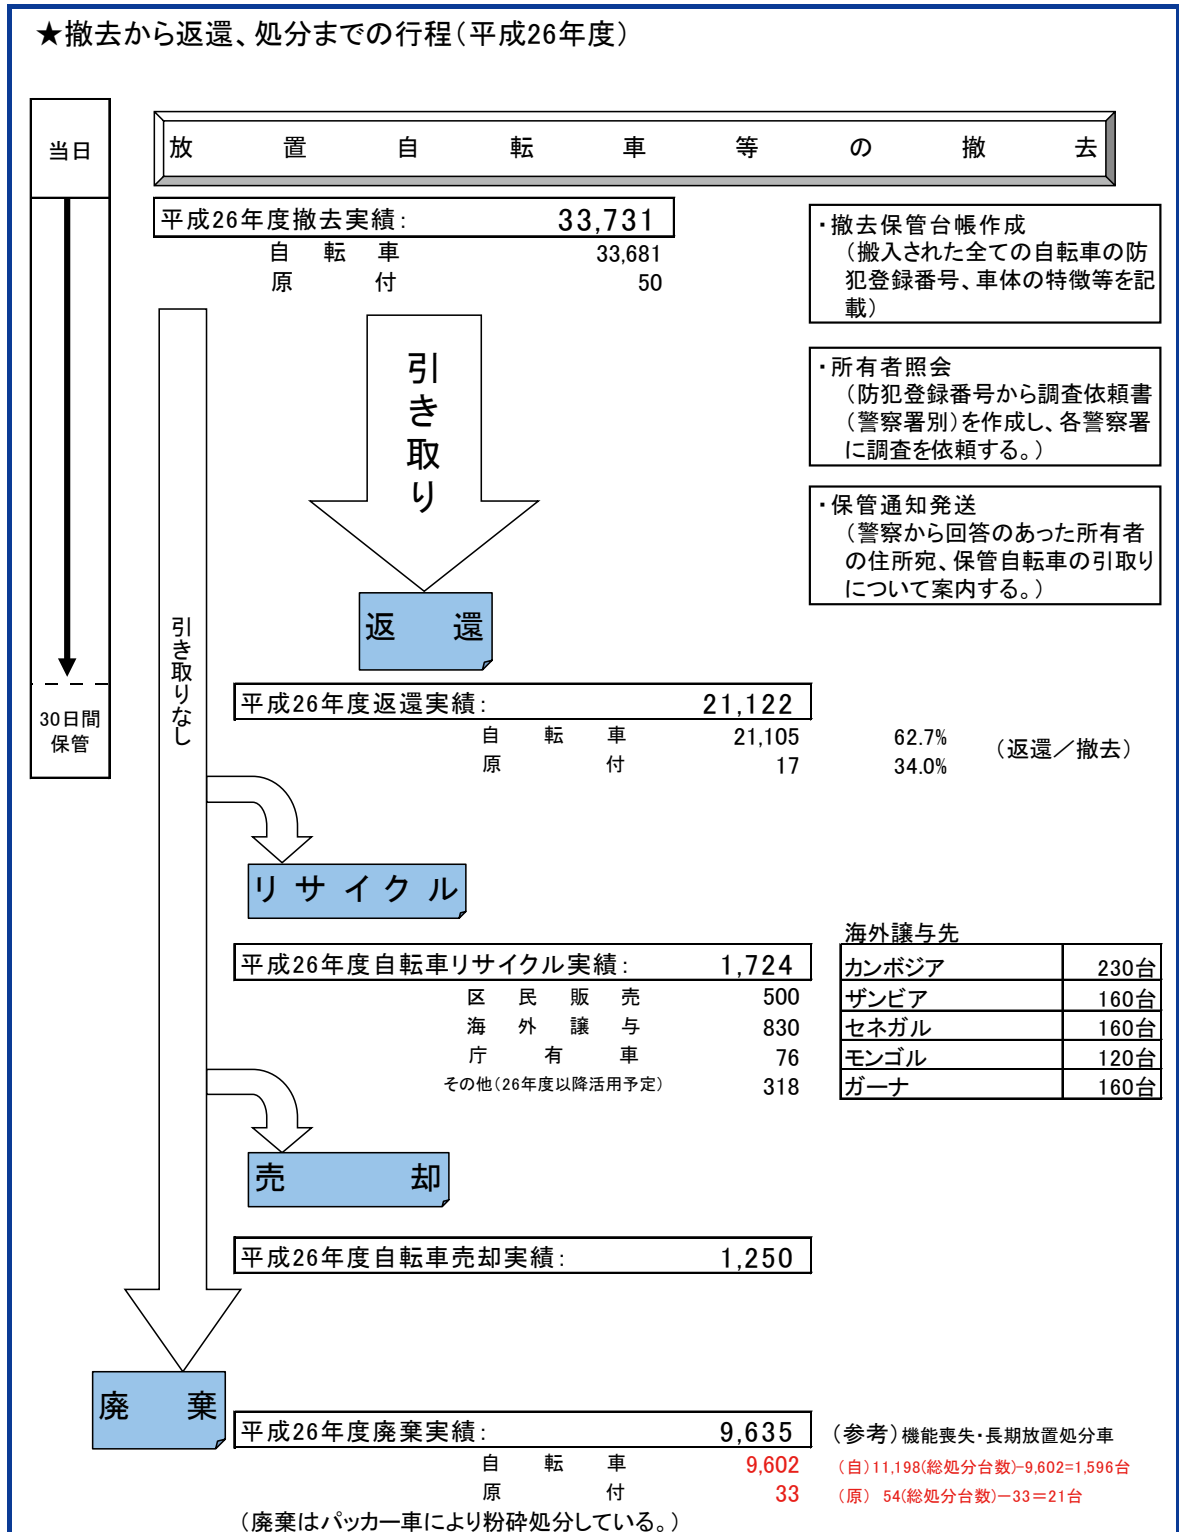 ★撤去から返還、処分までの行程(平成26年度)
当日
放置自転車等の撤去
平成26年度撤去実績: 33,731
自転車 33,681
原付 50
・撤去保管台帳作成
(搬入された全ての自転車の防
犯登録番号、車体の特徴等を記
載)
引き取り
・所有者照会
(防犯登録番号から調査依頼書
(警察署別)を作成し、各警察署
に調査を依頼する。)
・保管通知発送
(警察から回答のあった所有者
の住所宛、保管自転車の引取り
について案内する。)
返還
引き取りなし
30日間
保管
平成26年度返還実績: 21,122
自転車 21,105 62.7%
原付 17 34.0%
(返還/撤去)
リサイクル
平成26年度自転車リサイクル実績: 1,724
区民販売 500
海外譲与 830
庁有車 76
その他(26年度以降活用予定) 318
海外譲与先
カンボジア 230台
ザンビア 160台
セネガル 160台
モンゴル 120台
ガーナ 160台
売却
平成26年度自転車売却実績: 1,250
廃棄
平成26年度廃棄実績: 9,635
自転車 9,602
原付 33
(参考)機能喪失・長期放置処分車
(自)11,198(総処分台数)-9,602=1,596台
(原) 54(総処分台数)-33=21台
(廃棄はパッカー車により粉砕処分している。)